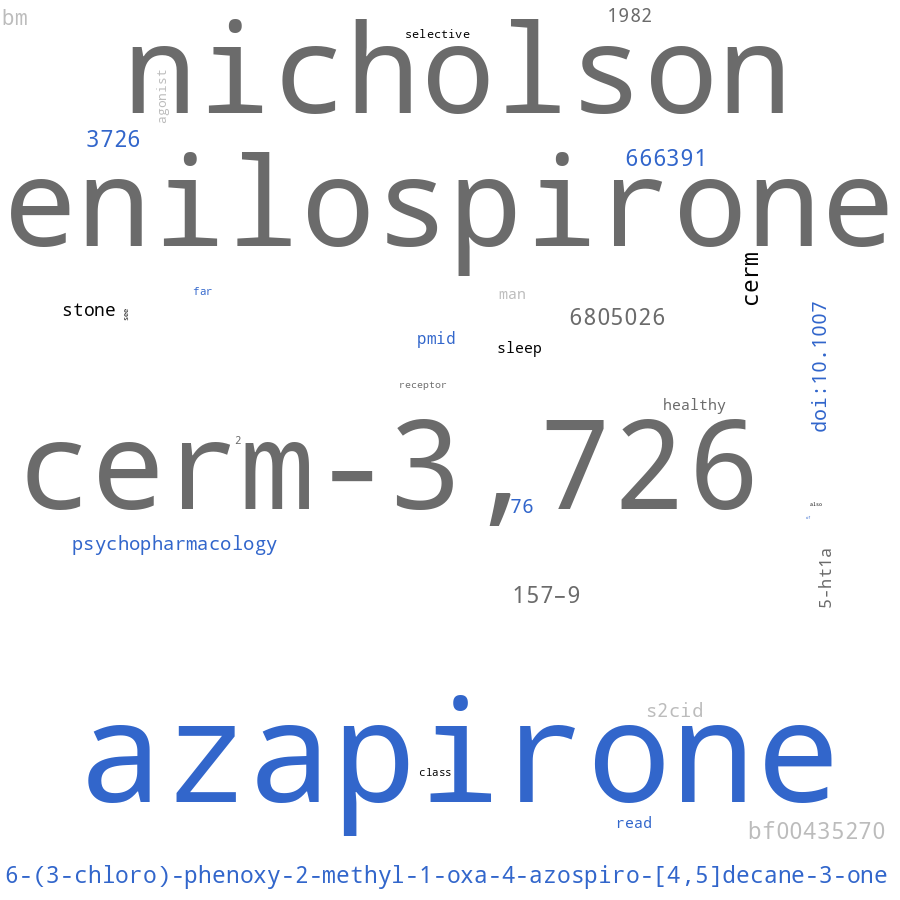 bm
nicholson
1982
selective
agonist
3726
enilospirone
666391
cerm
far
man
stone
see
6805026
doi:10.1007
pmid
sleep
receptor
healthy
cerm-3,726
2
76
also
psychopharmacology
5-ht1a
157–9
azapirone
s2cid
class
read
bf00435270
6-(3-chloro)-phenoxy-2-methyl-1-oxa-4-azospiro-[4,5]decane-3-one